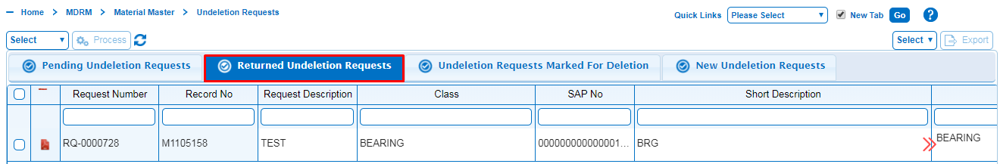 Home > MDRM > Material Master > Undeletion Requests
Quick Links Please Select New Tab Go ?
Select Process Select Export
Pending Undeletion Requests Returned Undeletion Requests Undeletion Requests Marked For Deletion New Undeletion Requests
Request Number Record No Request Description Class SAP No Short Description
RQ-0000728 M1105158 TEST BEARING 000000000000001... BRG BEARING